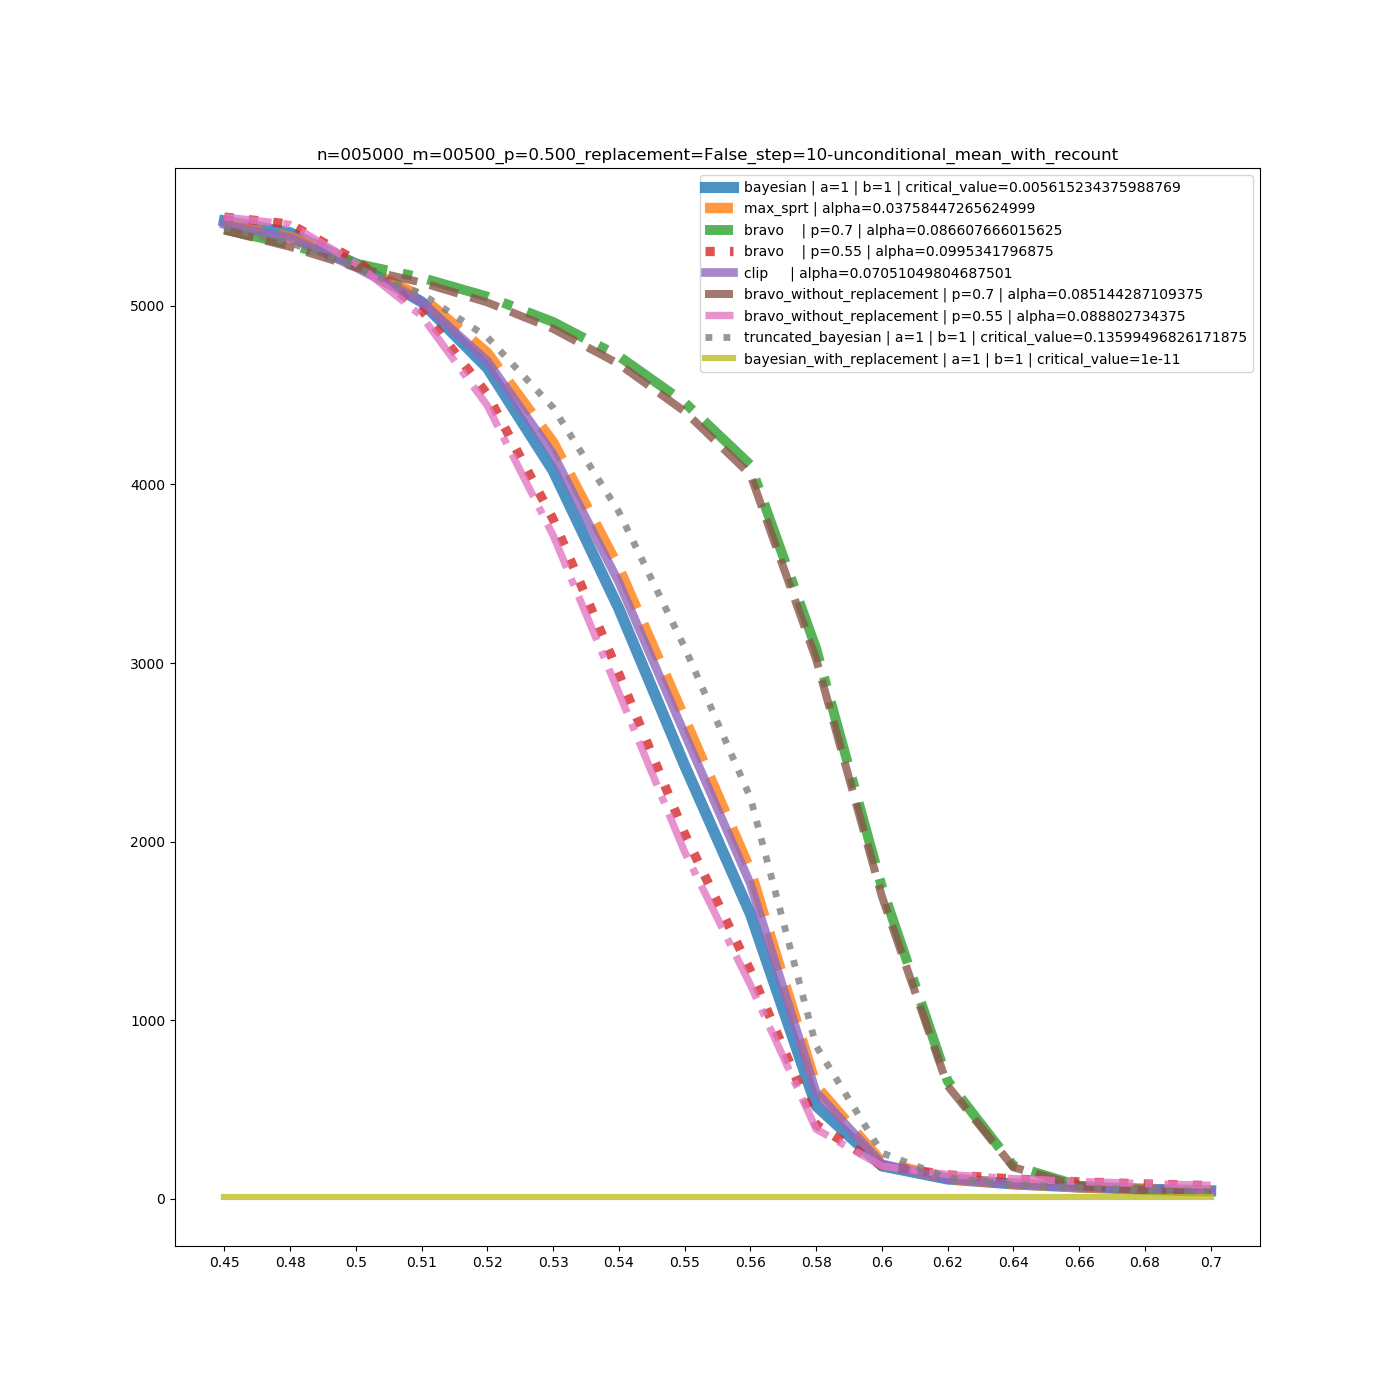 n=005000_m=00500_p=0.500_replacement=False_step=10-unconditional_mean_with_recount
bayesian | a=1 | b=1 | critical_value=0.005615234375988769
max_sprt | alpha=0.03758447265624999
bravo    | p=0.7 | alpha=0.086607666015625
bravo    | p=0.55 | alpha=0.0995341796875
clip     | alpha=0.07051049804687501
bravo_without_replacement | p=0.7 | alpha=0.085144287109375
bravo_without_replacement | p=0.55 | alpha=0.088802734375
truncated_bayesian | a=1 | b=1 | critical_value=0.13599496826171875
bayesian_with_replacement | a=1 | b=1 | critical_value=1e-11
5000
4000
3000
2000
1000
0
0.45 0.48 0.5 0.51 0.52 0.53 0.54 0.55 0.56 0.58 0.6 0.62 0.64 0.66 0.68 0.7